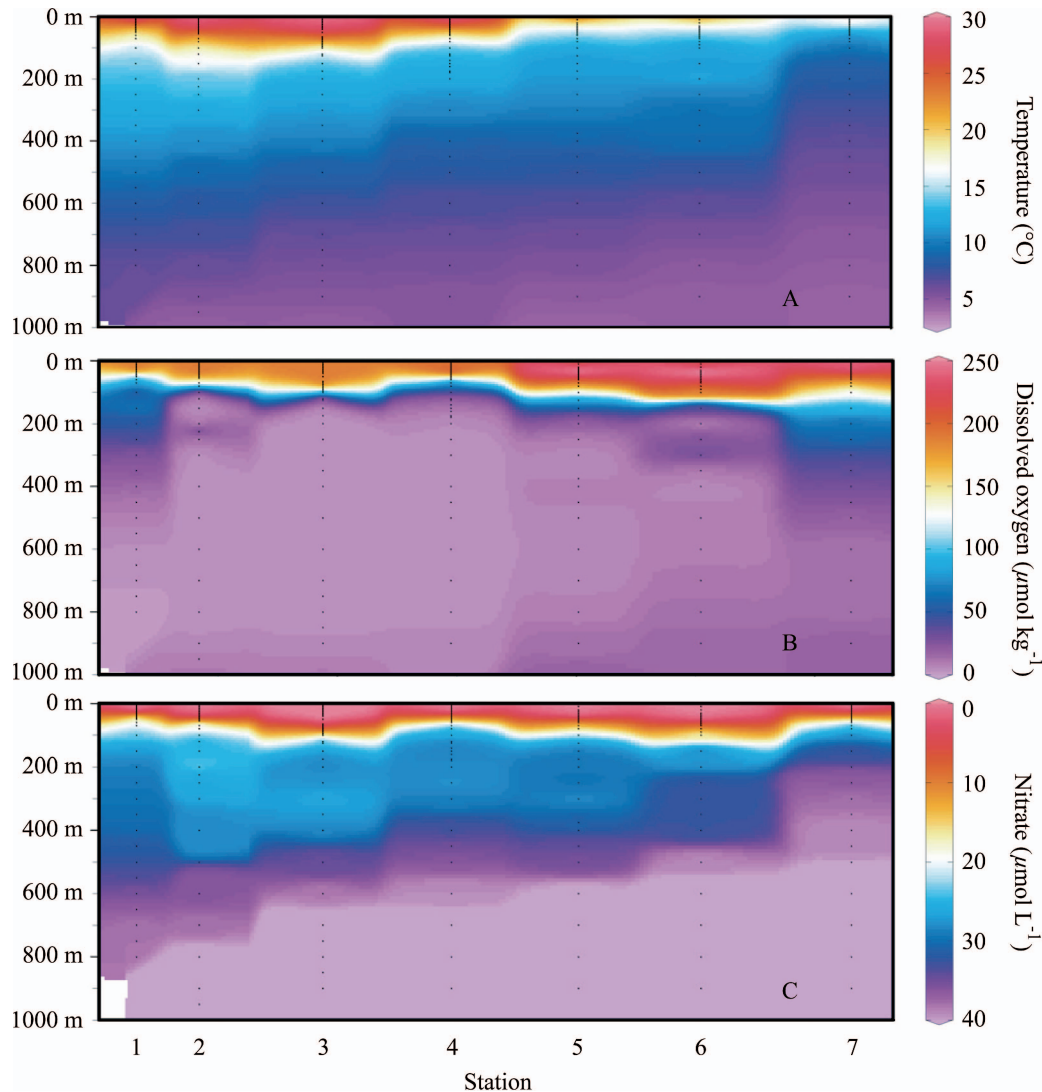 0 m
200 m
400 m
600 m
800 m
1000 m
A
30
25
20
15
10
5
Temperature (°C)
0 m
200 m
400 m
600 m
800 m
1000 m
B
250
200
150
100
50
0
Dissolved oxygen (μmol kg⁻¹)
0 m
200 m
400 m
600 m
800 m
1000 m
C
0
10
20
30
40
Nitrate (μmol L⁻¹)
1 2 3 4 5 6 7
Station